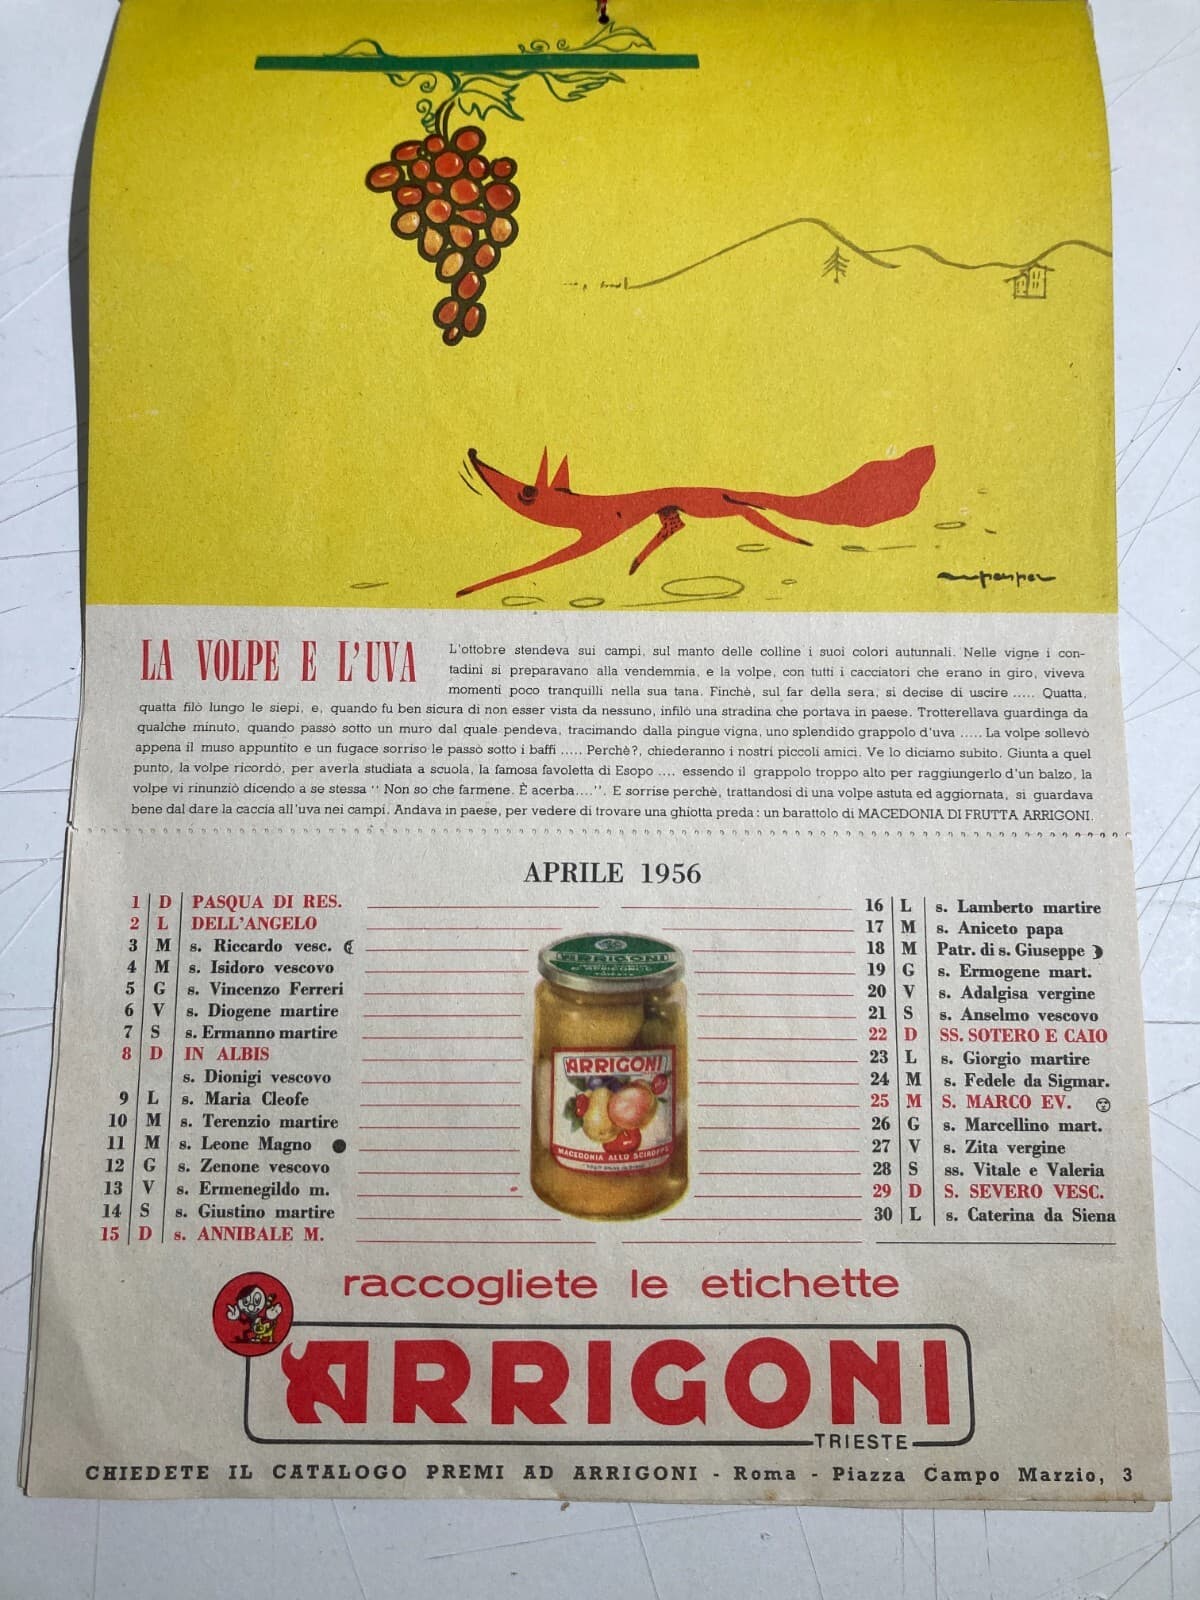 LA VOLPE E L'UVA
L'ottobre stendeva sui campi, sul manto delle colline i suoi colori autunnali. Nelle vigne i con-
tadini si preparavano alla vendemmia, e la volpe, con tutti i cacciatori che erano in giro, viveva
momenti poco tranquilli nella sua tana. Finchè, sul far della sera, si decise di uscire ..... Quatta,
quatta filò lungo le siepi, e, quando fu ben sicura di non esser vista da nessuno, infilò una stradina che portava in paese. Trotterellava guardinga da
qualche minuto, quando passò sotto un muro dal quale pendeva, tracimando dalla pingue vigna, uno splendido grappolo d'uva ..... La volpe sollevò
appena il muso appuntito e un fugace sorriso le passò sotto i baffi ..... Perchè?, chiederanno i nostri piccoli amici. Ve lo diciamo subito. Giunta a quel
punto, la volpe ricordò, per averla studiata a scuola, la famosa favoletta di Esopo .... essendo il grappolo troppo alto per raggiungerlo d'un balzo, la
volpe vi rinunziò dicendo a se stessa " Non so che farmene. È acerba....". E sorrise perchè, trattandosi di una volpe astuta ed aggiornata, si guardava
bene dal dare la caccia all'uva nei campi. Andava in paese, per vedere di trovare una ghiotta preda: un barattolo di MACEDONIA DI FRUTTA ARRIGONI.
APRILE 1956
1 D PASQUA DI RES.
2 L DELL'ANGELO
3 M s. Riccardo vesc.
4 M s. Isidoro vescovo
5 G s. Vincenzo Ferreri
6 V s. Diogene martire
7 S s. Ermanno martire
8 D IN ALBIS
s. Dionigi vescovo
9 L s. Maria Cleofe
10 M s. Terenzio martire
11 M s. Leone Magno
12 G s. Zenone vescovo
13 V s. Ermenegildo m.
14 S s. Giustino martire
15 D s. ANNIBALE M.
16 L s. Lamberto martire
17 M s. Aniceto papa
18 M Patr. di s. Giuseppe
19 G s. Ermogene mart.
20 V s. Adalgisa vergine
21 S s. Anselmo vescovo
22 D SS. SOTERO E CAIO
23 L s. Giorgio martire
24 M s. Fedele da Sigmar.
25 M S. MARCO EV.
26 G s. Marcellino mart.
27 V s. Zita vergine
28 S ss. Vitale e Valeria
29 D S. SEVERO VESC.
30 L s. Caterina da Siena
ARRIGONI
ARRIGONI
MACEDONIA ALLO SCIROPPO
raccogliete le etichette
ARRIGONI
TRIESTE
CHIEDETE IL CATALOGO PREMI AD ARRIGONI - Roma - Piazza Campo Marzio, 3